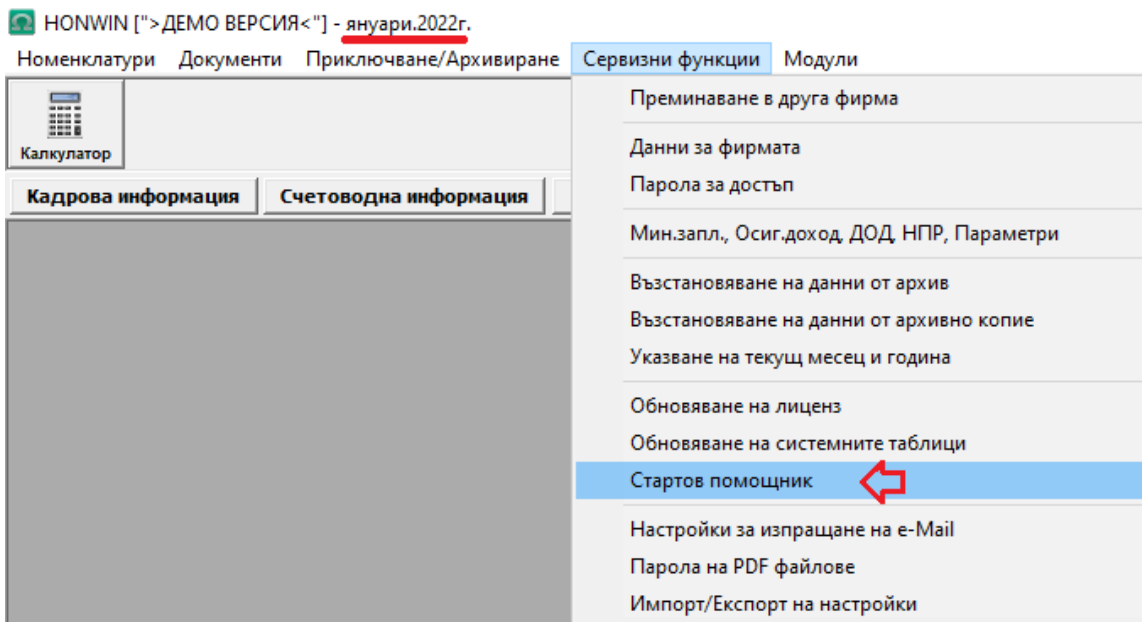 HONWIN [">ДЕМО ВЕРСИЯ<"] - януари.2022г.
Номенклатури Документи Приключване/Архивиране Сервизни функции Модули
Калкулатор
Кадрова информация Счетоводна информация
Преминаване в друга фирма
Данни за фирмата
Парола за достъп
Мин.запл., Осиг.доход, ДОД, НПР, Параметри
Възстановяване на данни от архив
Възстановяване на данни от архивно копие
Указване на текущ месец и година
Обновяване на лиценз
Обновяване на системните таблици
Стартов помощник
Настройки за изпращане на e-Mail
Парола на PDF файлове
Импорт/Експорт на настройки